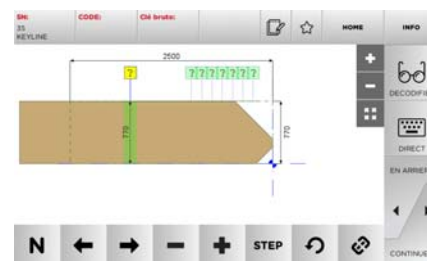 SN:
35
KEYLINE
CODE:
Clé brute:
HOME
INFO
2500
?
? ? ? ? ? ? ?
770
770
DECODIFI
DIRECT
EN ARRIER
CONTINUE
N
STEP